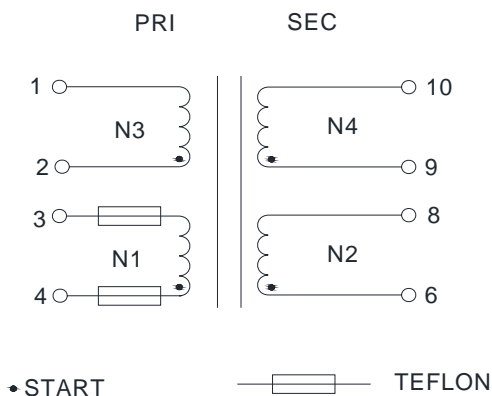 PRI SEC
1 10
N3 N4
2 9
3 8
N1 N2
4 6
START TEFLON